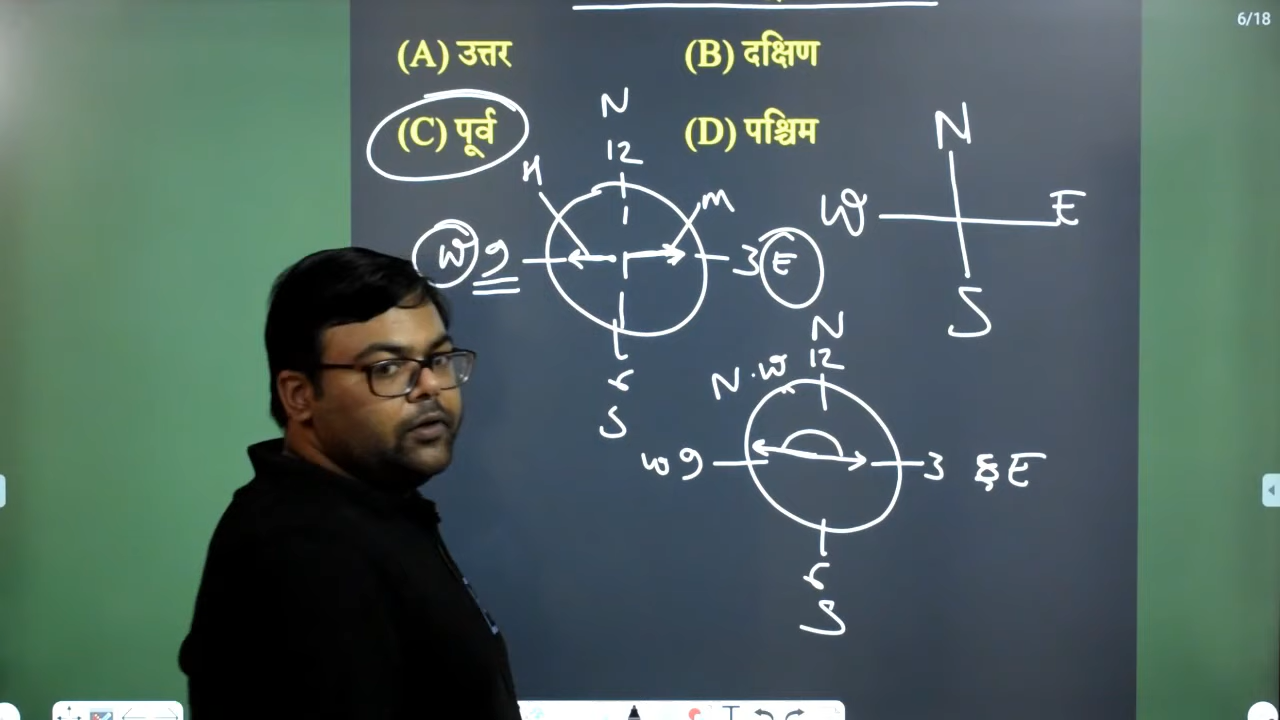 6/18
(A) उत्तर (B) दक्षिण
(C) पूर्व (D) पश्चिम
N
12
H
M
W 9
3 E
6
S
N
W E
S
N
12
N.W
W 9
3 E
6
S